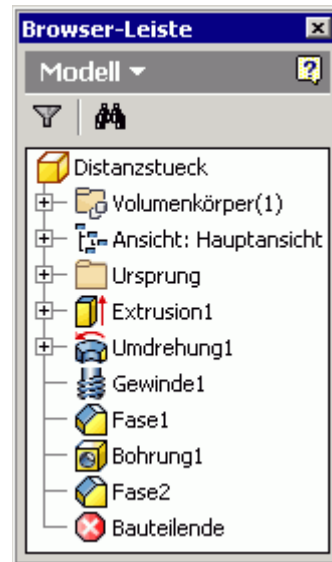 Browser-Leiste
Modell
Distanzstueck
Volumenkörper(1)
Ansicht: Hauptansicht
Ursprung
Extrusion1
Umdrehung1
Gewinde1
Fase1
Bohrung1
Fase2
Bauteilende